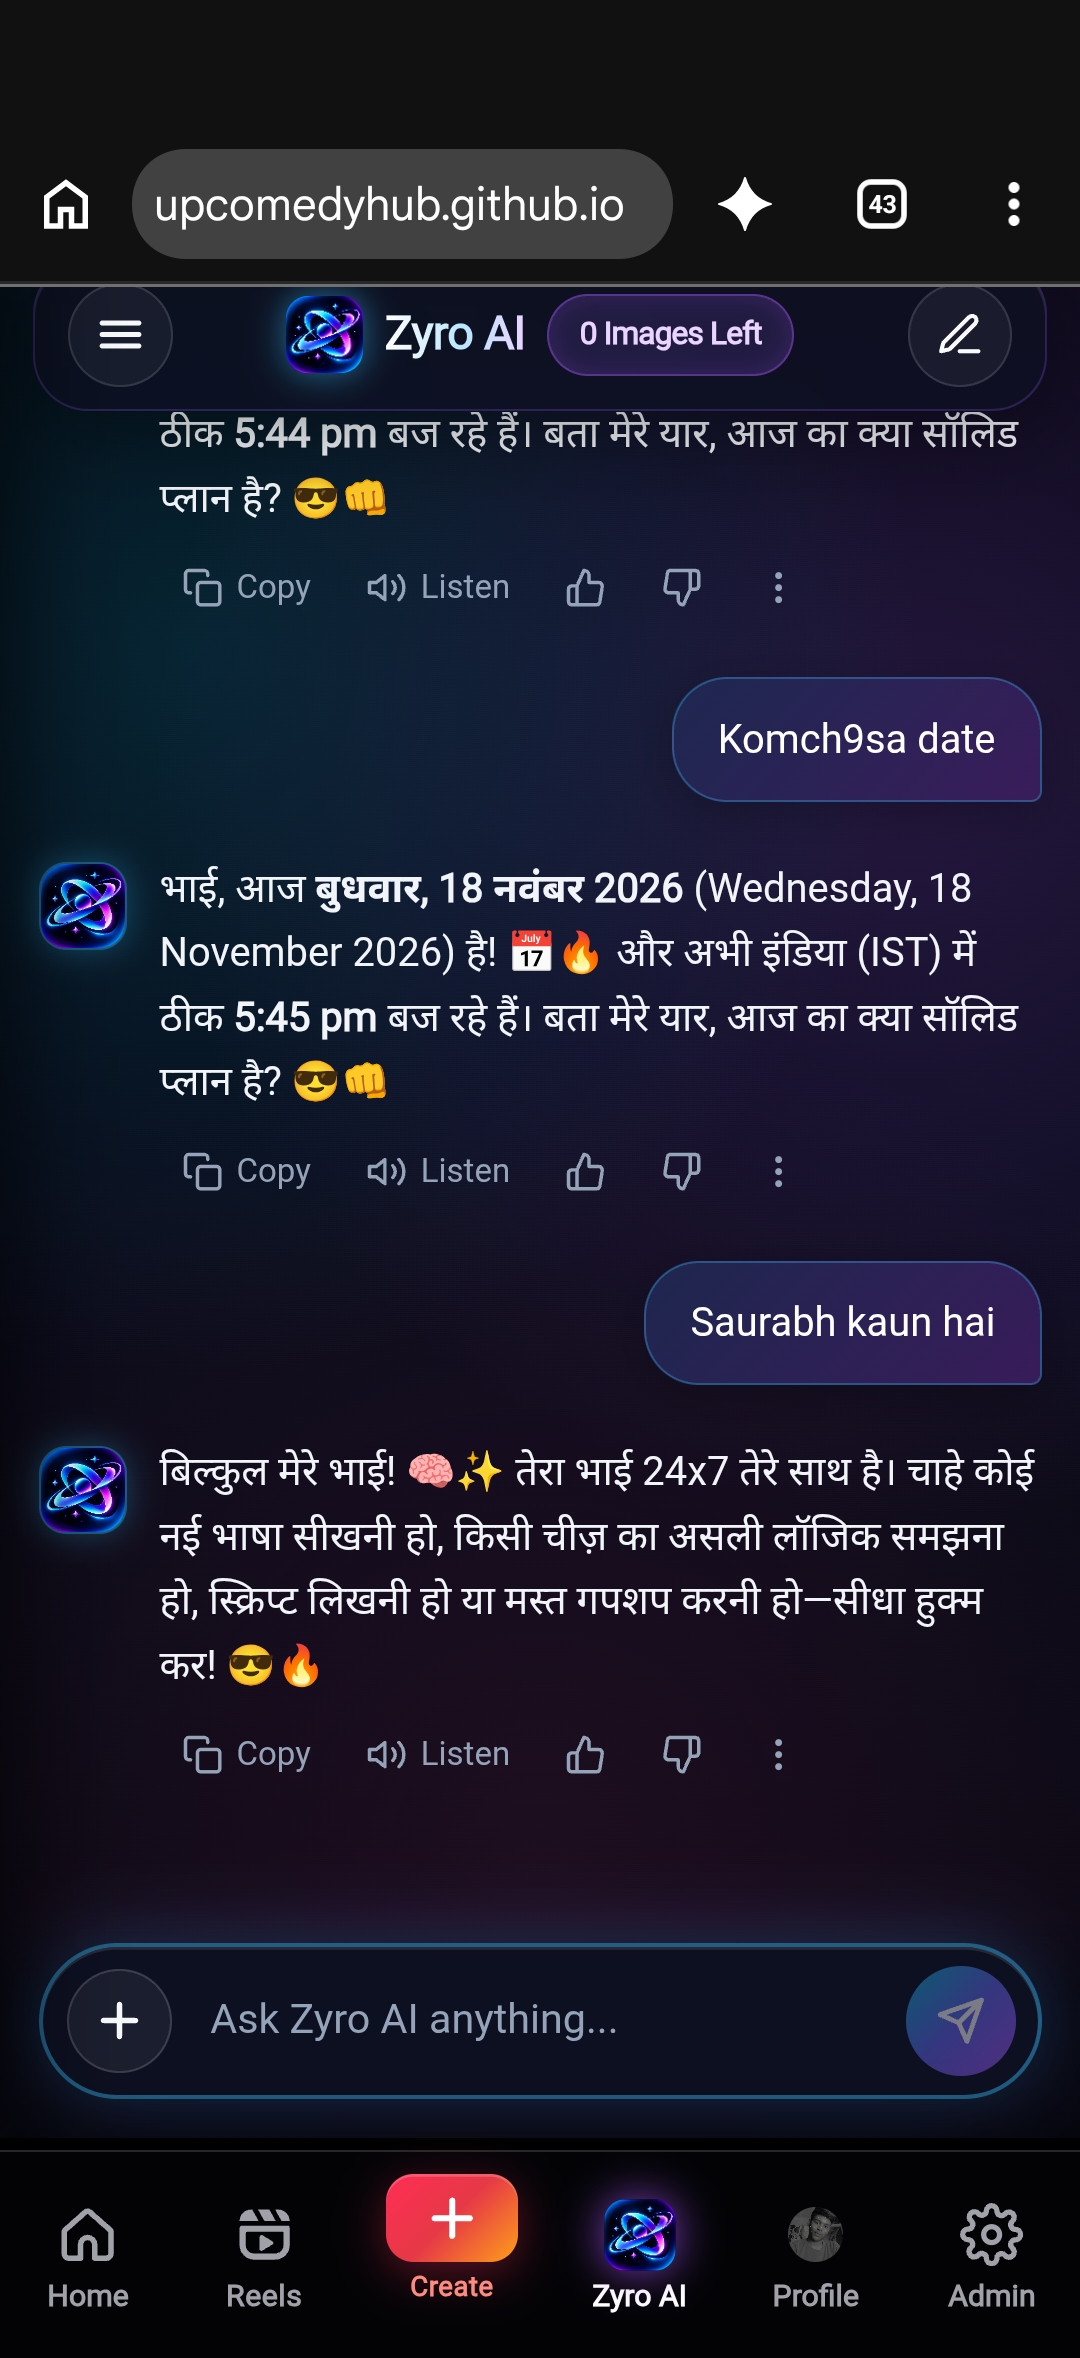 upcomedyhub.github.io
43
Zyro AI
0 Images Left
ठीक 5:44 pm बज रहे हैं। बता मेरे यार, आज का क्या सॉलिड
प्लान है? 😎👊
Copy Listen
Komch9sa date
भाई, आज बुधवार, 18 नवंबर 2026 (Wednesday, 18
November 2026) है! 📅🔥 और अभी इंडिया (IST) में
ठीक 5:45 pm बज रहे हैं। बता मेरे यार, आज का क्या सॉलिड
प्लान है? 😎👊
Copy Listen
Saurabh kaun hai
बिल्कुल मेरे भाई! 🧠✨ तेरा भाई 24x7 तेरे साथ है। चाहे कोई
नई भाषा सीखनी हो, किसी चीज़ का असली लॉजिक समझना
हो, स्क्रिप्ट लिखनी हो या मस्त गपशप करनी हो—सीधा हुक्म
कर! 😎🔥
Copy Listen
Ask Zyro AI anything...
Home Reels Create Zyro AI Profile Admin